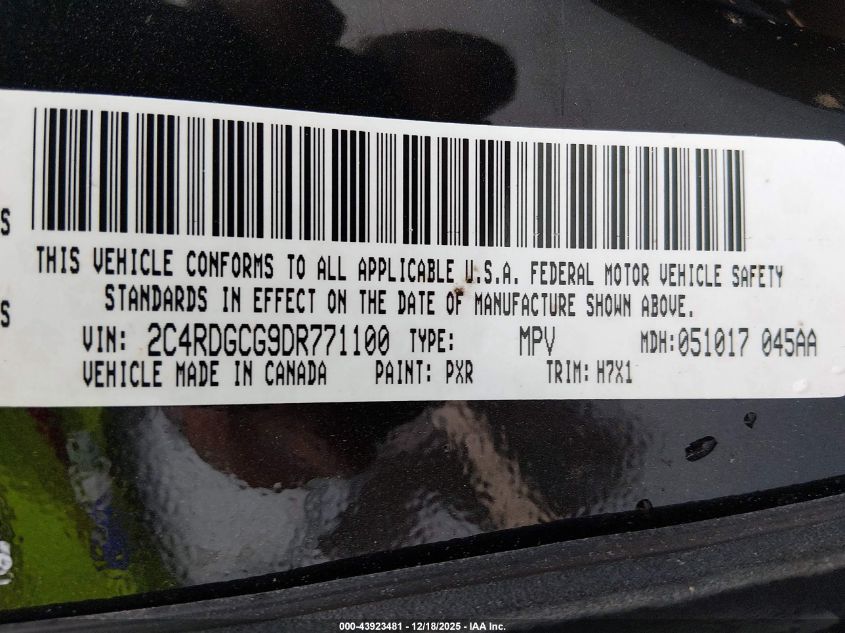 THIS VEHICLE CONFORMS TO ALL APPLICABLE U.S.A. FEDERAL MOTOR VEHICLE SAFETY
STANDARDS IN EFFECT ON THE DATE OF MANUFACTURE SHOWN ABOVE.
VIN: 2C4RDGCG9DR771100 TYPE: MPV MDH:051017 045AA
VEHICLE MADE IN CANADA PAINT: PXR TRIM: H7X1
S
S
000-43923481 - 12/18/2025 - IAA Inc.